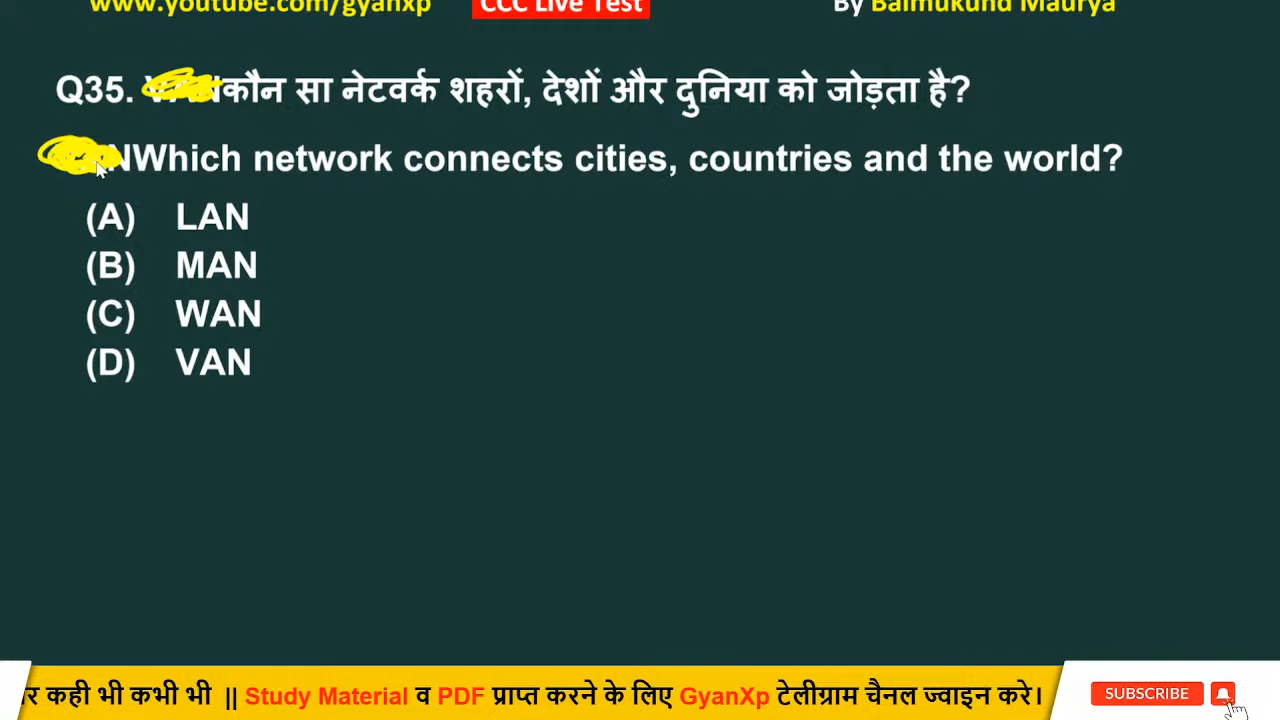 www.youtube.com/gyanxp CCC Live Test By Balmukund Maurya
Q35. कौन सा नेटवर्क शहरों, देशों और दुनिया को जोड़ता है?
NWhich network connects cities, countries and the world?
(A) LAN
(B) MAN
(C) WAN
(D) VAN
कही भी कभी भी || Study Material व PDF प्राप्त करने के लिए GyanXp टेलीग्राम चैनल ज्वाइन करे। SUBSCRIBE